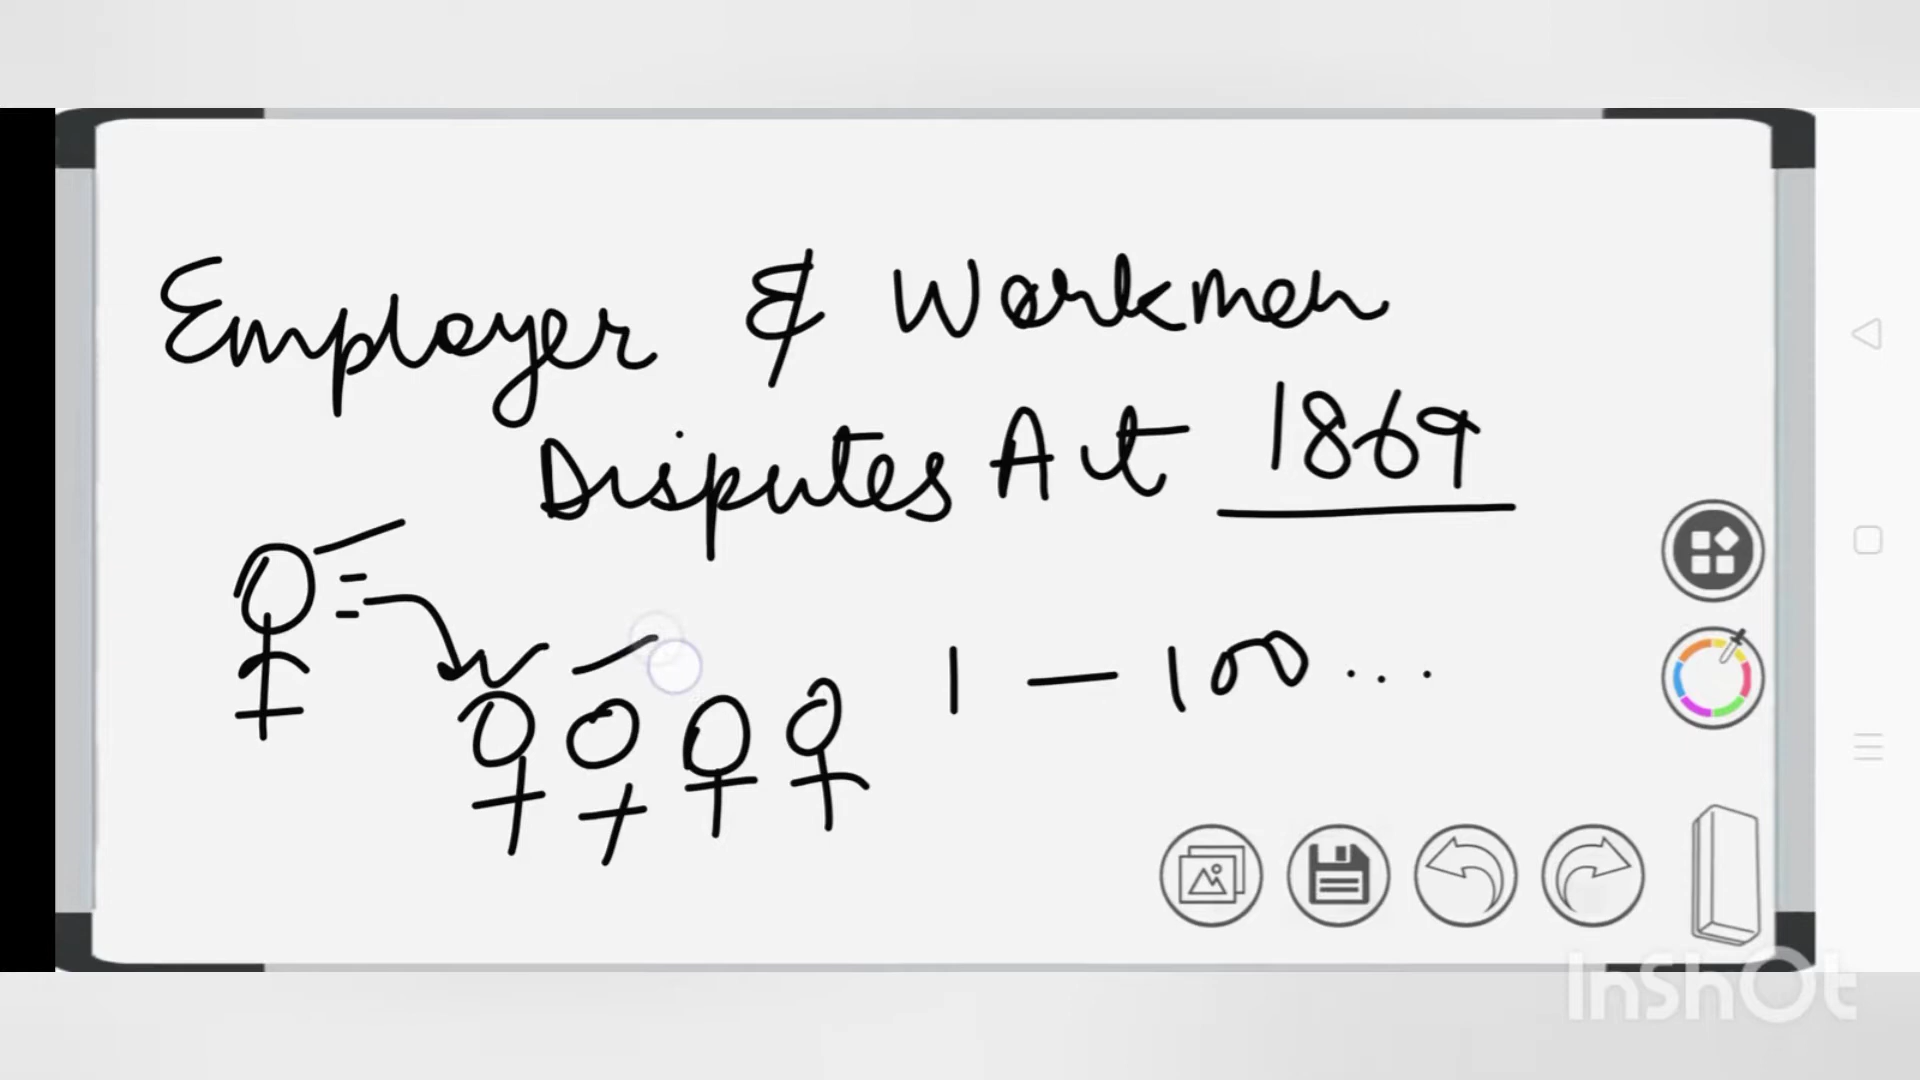 Employer & Workmen
Disputes Act 1869
1 – 100 ...
InShOt